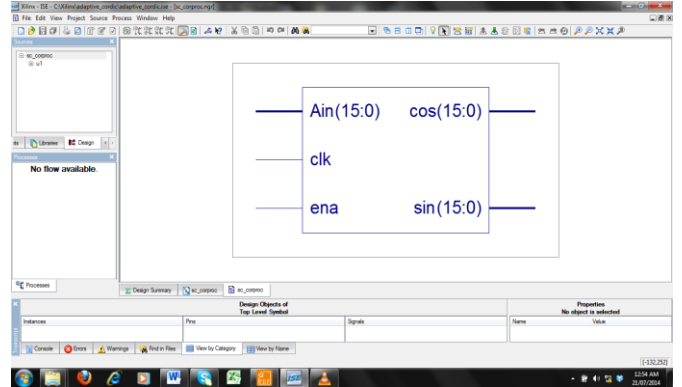 Xilinx - ISE - C:\Xilinx\adaptive_cordic\adaptive_cordic.ise - [sc_corproc.ngr]
File Edit View Project Source Process Window Help
Sources
sc_corproc
u1
Libraries Design
Processes
No flow available.
Processes
Ain(15:0) cos(15:0)
clk
ena sin(15:0)
Design Summary sc_corproc sc_corproc
Design Objects of
Top Level Symbol
Properties
No object is selected
Instances Pins Signals Name Value
Console Errors Warnings Find in Files View by Category View by Name
[-132,252]
12:54 AM
21/07/2014